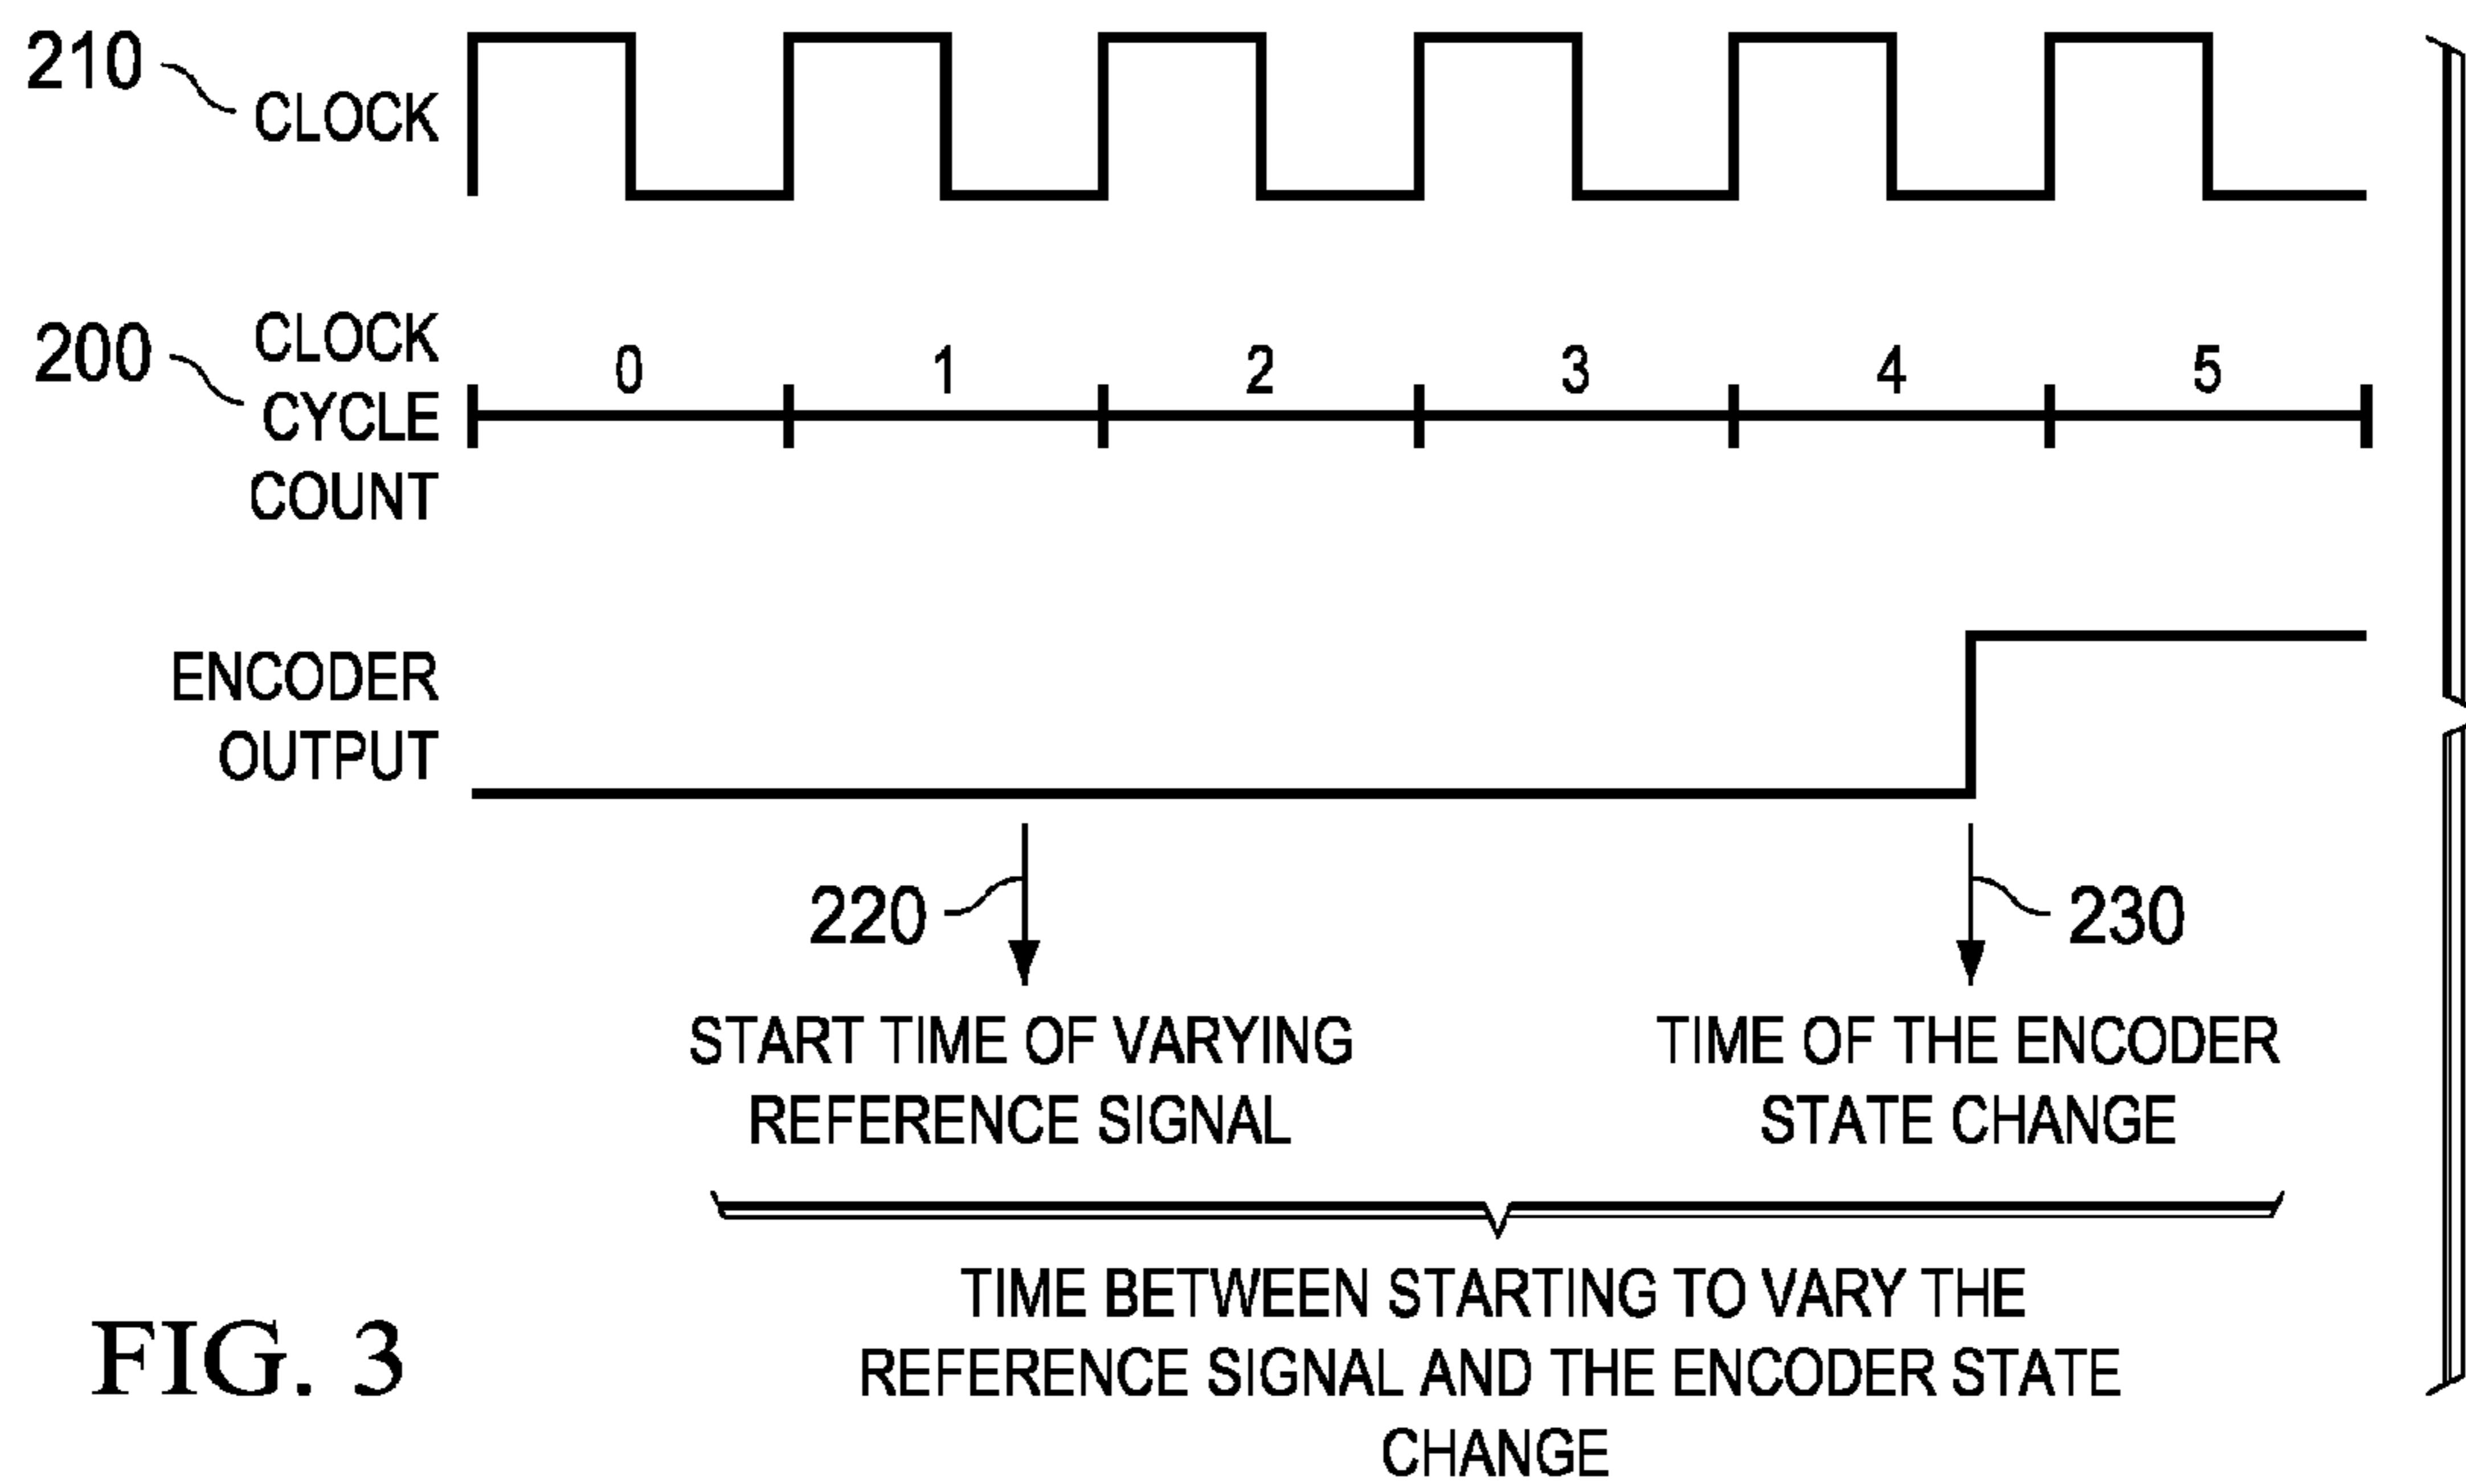 210
CLOCK
200
CLOCK
CYCLE
COUNT
0 1 2 3 4 5
ENCODER
OUTPUT
220
230
START TIME OF VARYING
REFERENCE SIGNAL
TIME OF THE ENCODER
STATE CHANGE
TIME BETWEEN STARTING TO VARY THE
REFERENCE SIGNAL AND THE ENCODER STATE
CHANGE
FIG. 3